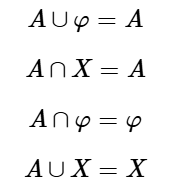 A ∪ φ = A
A ∩ X = A
A ∩ φ = φ
A ∪ X = X